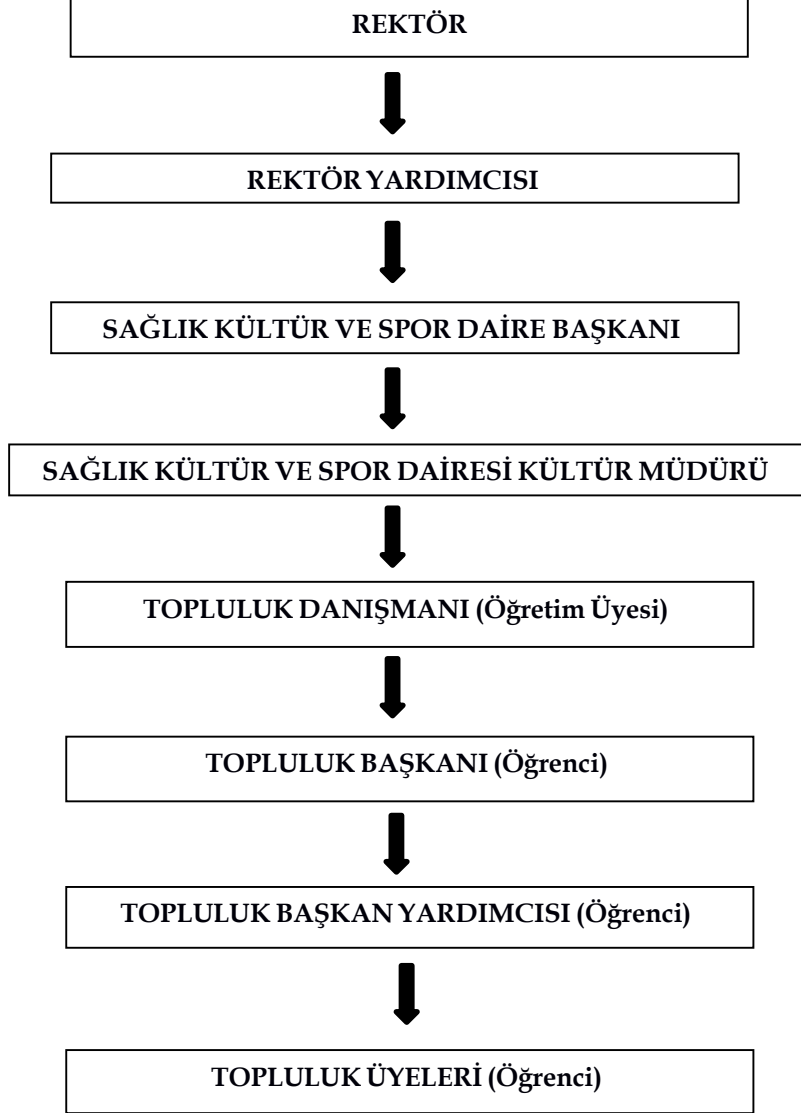 REKTÖR
REKTÖR YARDIMCISI
SAĞLIK KÜLTÜR VE SPOR DAİRE BAŞKANI
SAĞLIK KÜLTÜR VE SPOR DAİRESİ KÜLTÜR MÜDÜRÜ
TOPLULUK DANIŞMANI (Öğretim Üyesi)
TOPLULUK BAŞKANI (Öğrenci)
TOPLULUK BAŞKAN YARDIMCISI (Öğrenci)
TOPLULUK ÜYELERİ (Öğrenci)